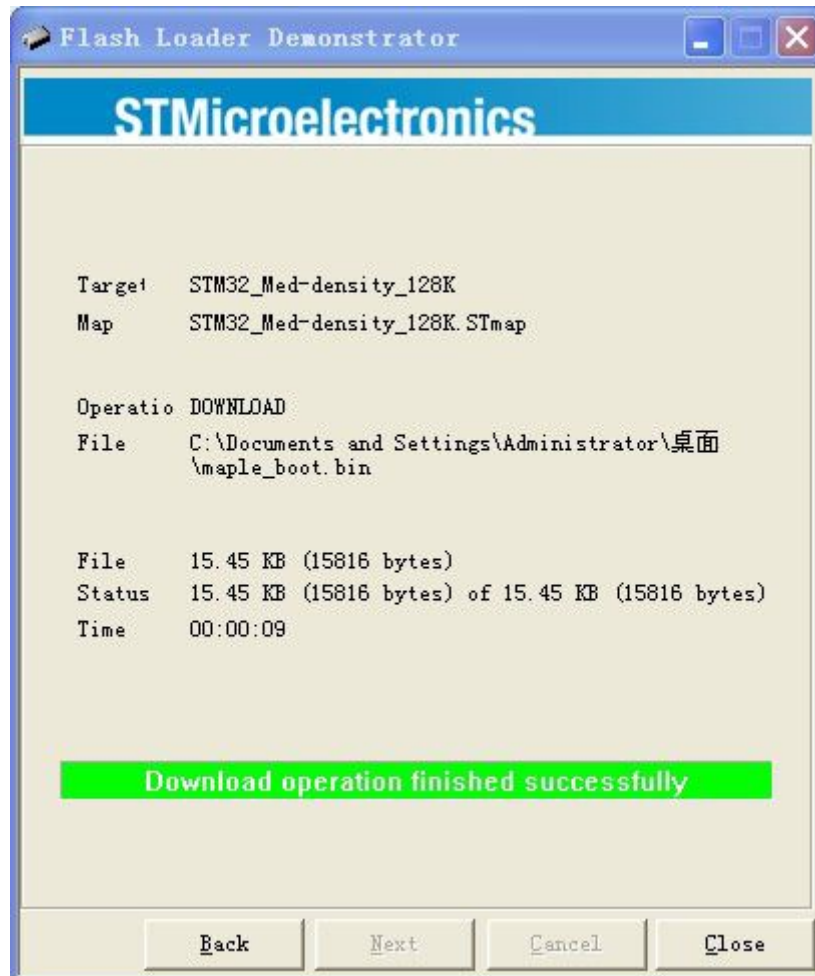 Flash Loader Demonstrator
STMicroelectronics
Target STM32_Med-density_128K
Map STM32_Med-density_128K.STmap
Operatio DOWNLOAD
File C:\Documents and Settings\Administrator\桌面
\maple_boot.bin
File 15.45 KB (15816 bytes)
Status 15.45 KB (15816 bytes) of 15.45 KB (15816 bytes)
Time 00:00:09
Download operation finished successfully
Back Next Cancel Close